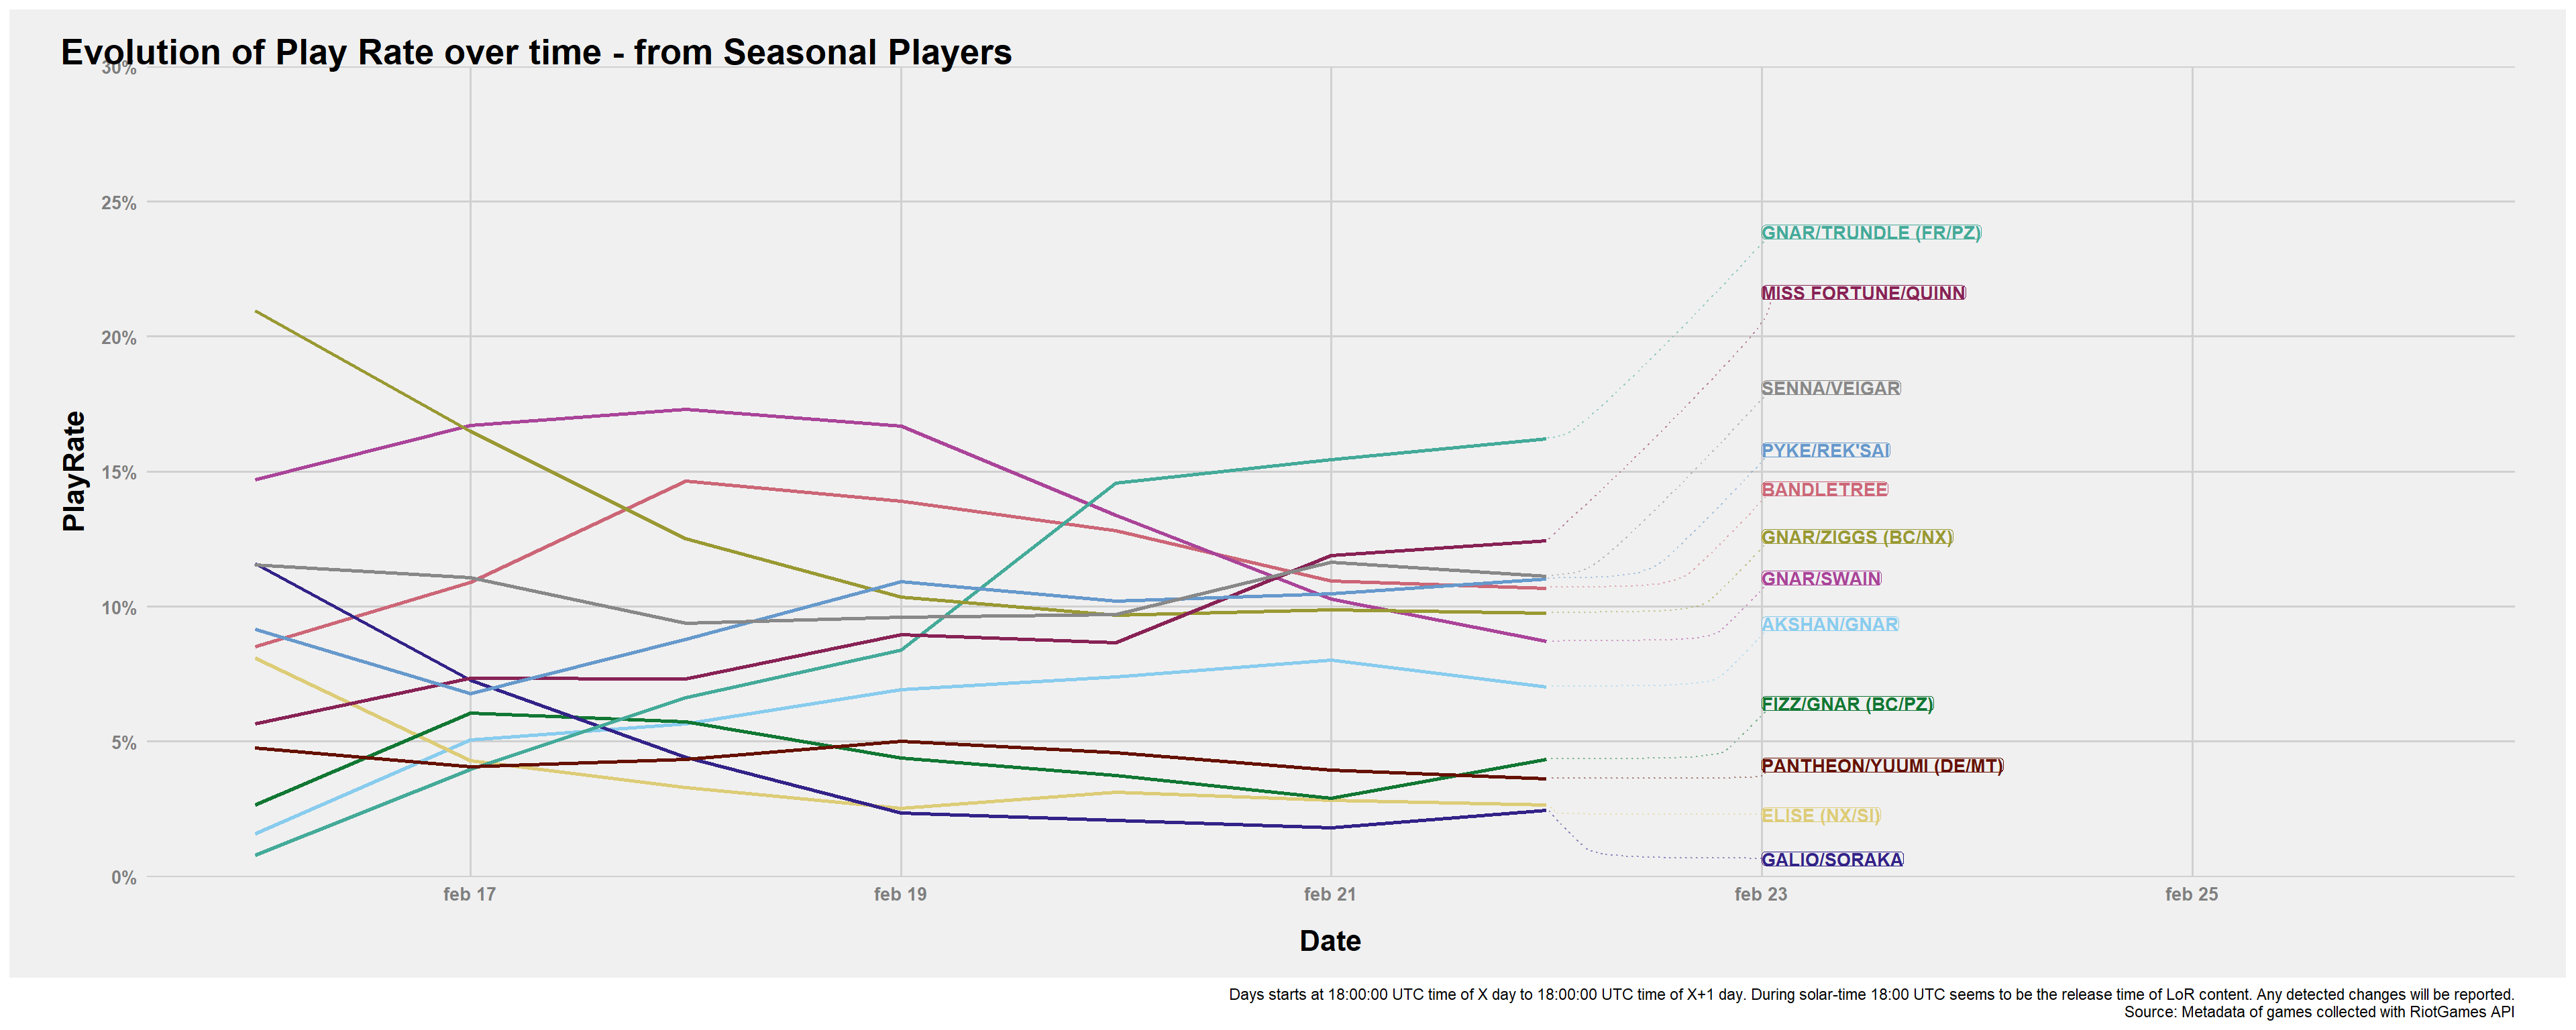 Evolution of Play Rate over time - from Seasonal Players
30%
25%
20%
15%
10%
5%
0%
PlayRate
GNAR/TRUNDLE (FR/PZ)
MISS FORTUNE/QUINN
SENNA/VEIGAR
PYKE/REK'SAI
BANDLETREE
GNAR/ZIGGS (BC/NX)
GNAR/SWAIN
AKSHAN/GNAR
FIZZ/GNAR (BC/PZ)
PANTHEON/YUUMI (DE/MT)
ELISE (NX/SI)
GALIO/SORAKA
feb 17
feb 19
feb 21
feb 23
feb 25
Date
Days starts at 18:00:00 UTC time of X day to 18:00:00 UTC time of X+1 day. During solar-time 18:00 UTC seems to be the release time of LoR content. Any detected changes will be reported.
Source: Metadata of games collected with RiotGames API